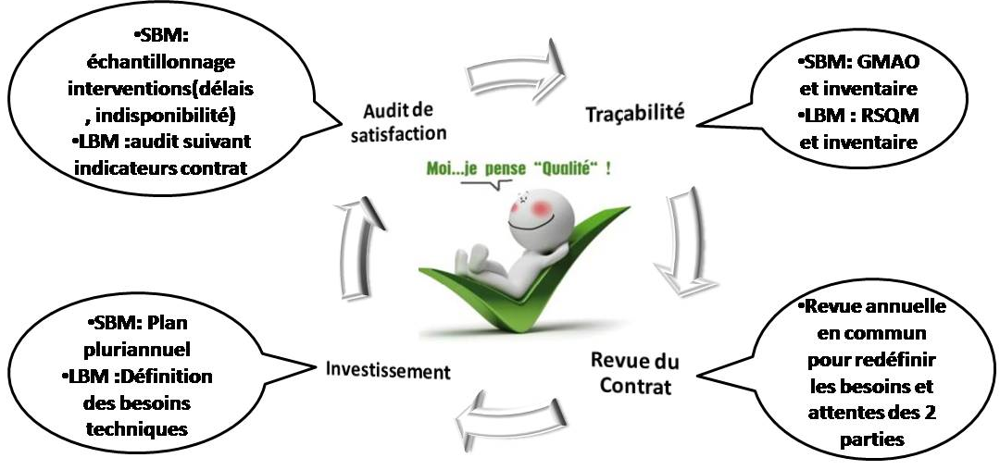 •SBM:
échantillonnage
interventions(délais
, indisponibilité)
•LBM :audit suivant
indicateurs contrat
Audit de
satisfaction
Traçabilité
•SBM: GMAO
et inventaire
•LBM : RSQM
et inventaire
Moi...je pense "Qualité" !
•SBM: Plan
pluriannuel
•LBM :Définition
des besoins
techniques
Investissement
Revue du
Contrat
•Revue annuelle
en commun
pour redéfinir
les besoins et
attentes des 2
parties